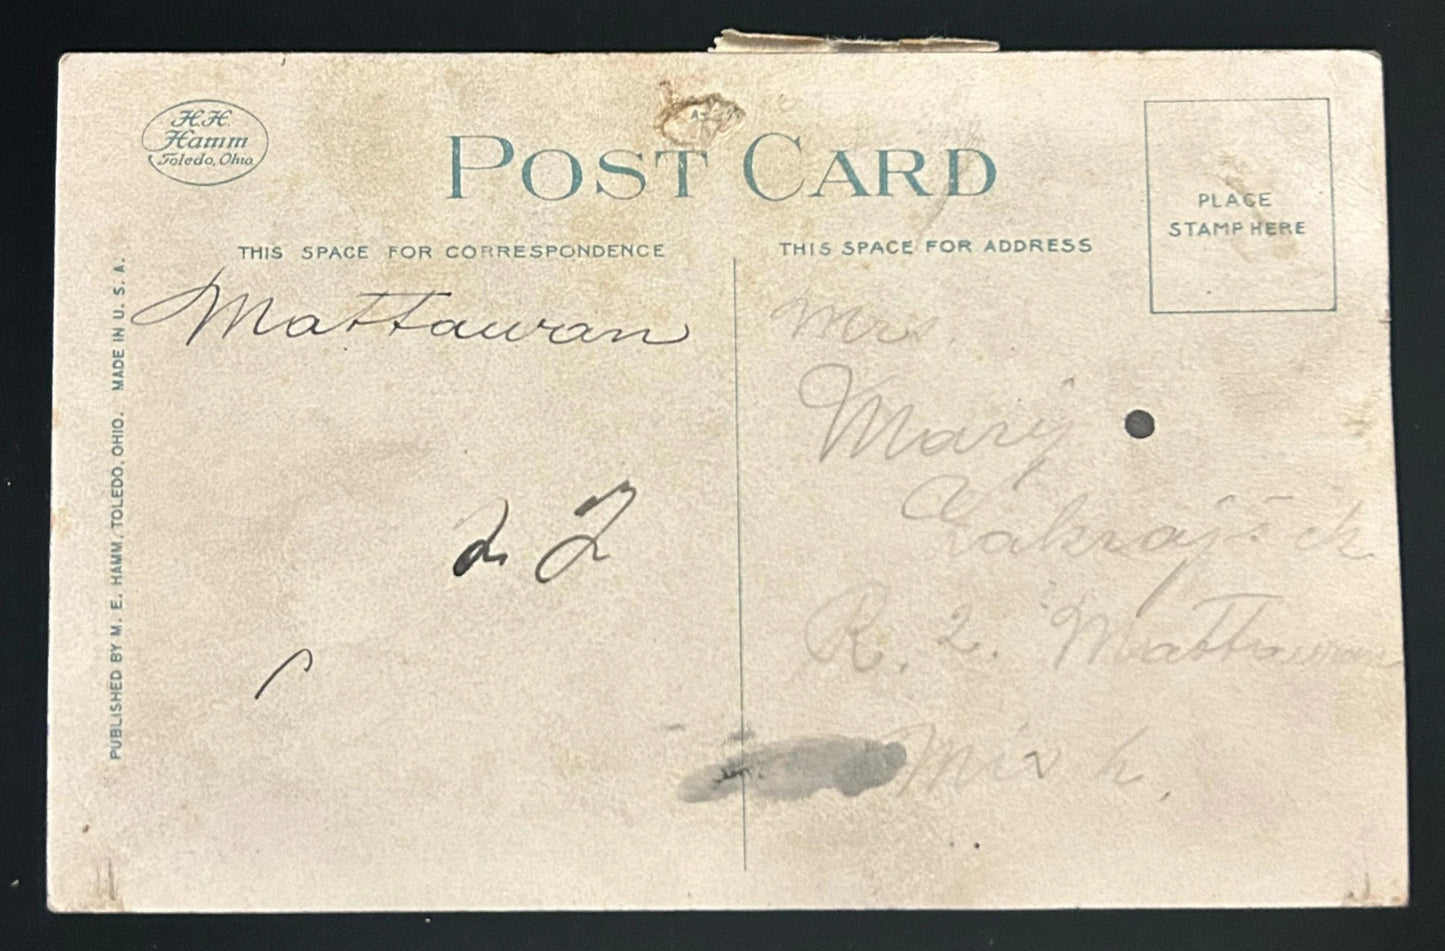 H.H.
Hamm
Toledo, Ohio
POST CARD
PLACE
STAMP HERE
THIS SPACE FOR CORRESPONDENCE
THIS SPACE FOR ADDRESS
PUBLISHED BY M. E. HAMM, TOLEDO, OHIO. MADE IN U. S. A.
Mattawan
Mrs.
Mary
Zakrajšek
R. 2. Mattawan
Mich.